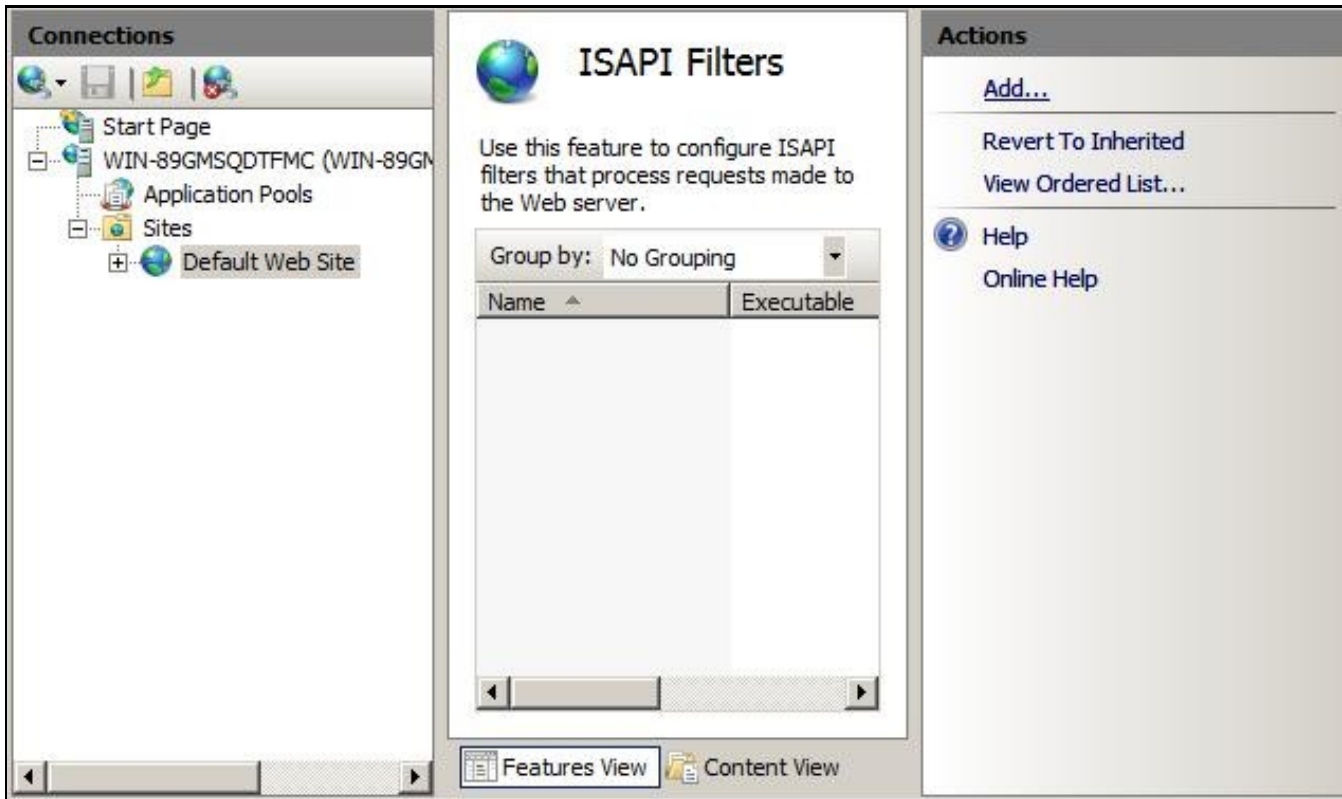 Connections
Start Page
WIN-89GMSQDTFMC (WIN-89GM
Application Pools
Sites
Default Web Site
ISAPI Filters
Use this feature to configure ISAPI
filters that process requests made to
the Web server.
Group by: No Grouping
Name Executable
Features View Content View
Actions
Add...
Revert To Inherited
View Ordered List...
Help
Online Help